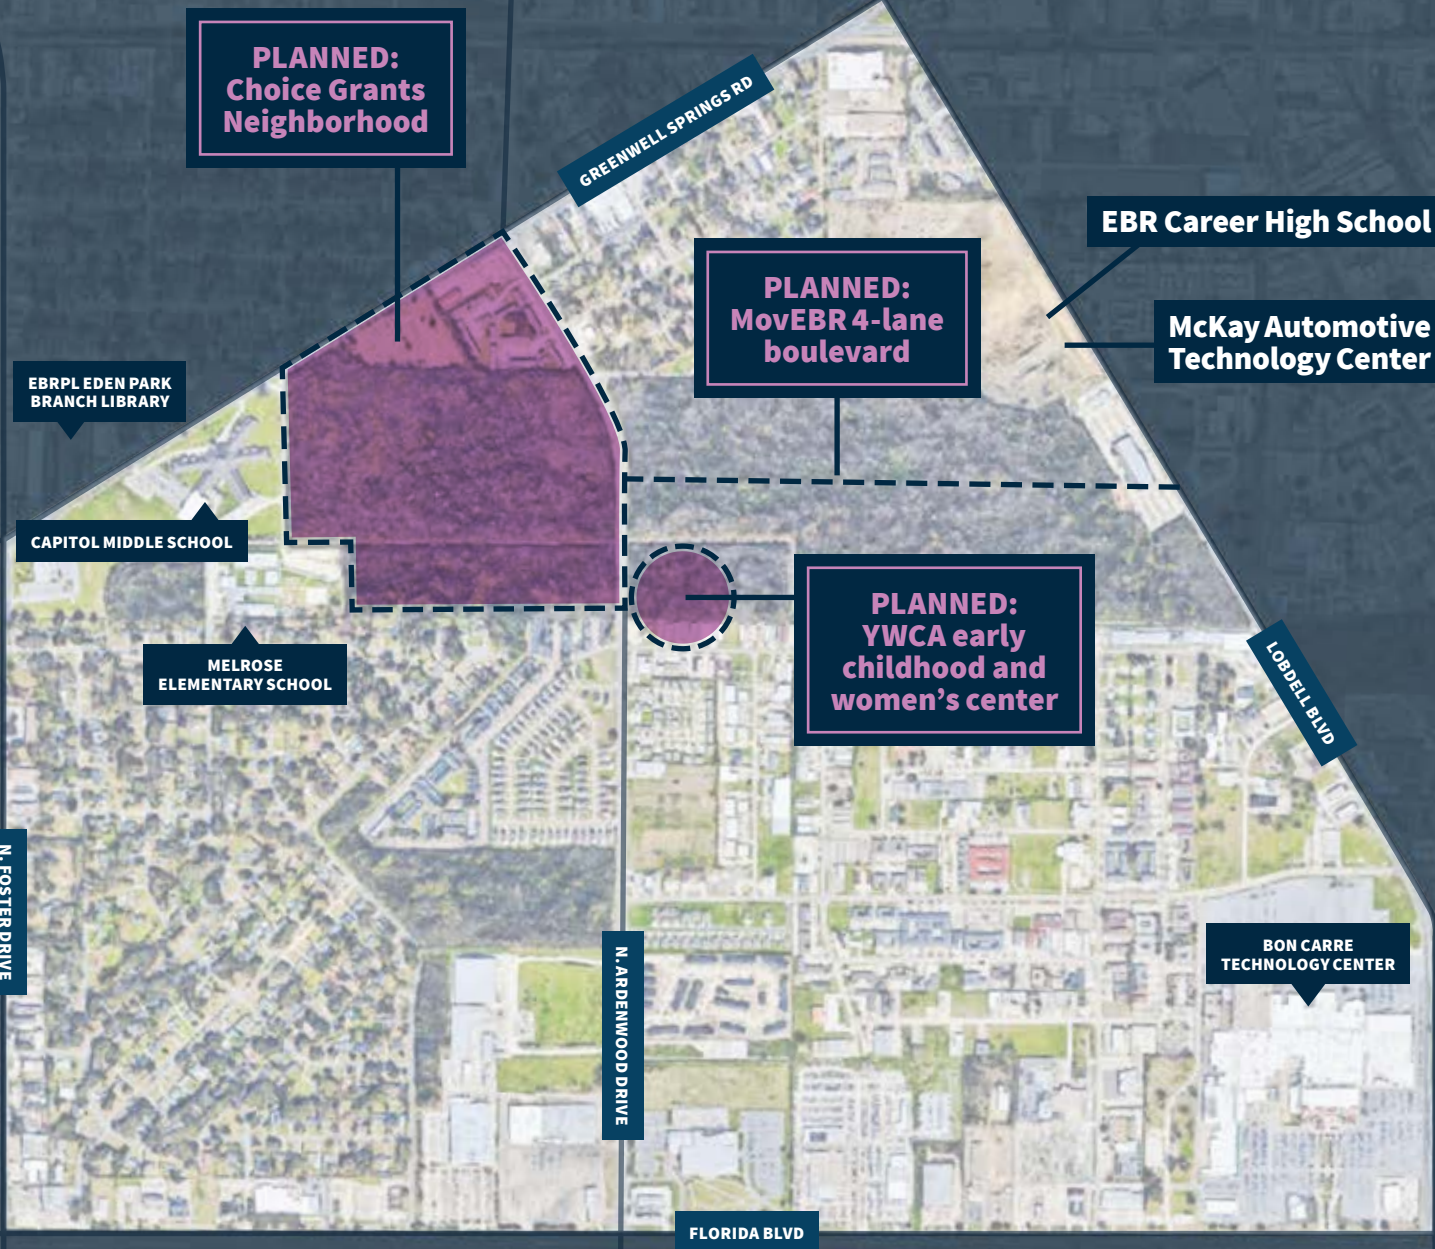 PLANNED:
Choice Grants
Neighborhood
GREENWELL SPRINGS RD
EBR Career High School
PLANNED:
MovEBR 4-lane
boulevard
McKay Automotive
Technology Center
EBRPL EDEN PARK
BRANCH LIBRARY
CAPITOL MIDDLE SCHOOL
PLANNED:
YWCA early
childhood and
women’s center
MELROSE
ELEMENTARY SCHOOL
LOBDELL BLVD
N. FOSTER DRIVE
N. ARDENWOOD DRIVE
BON CARRE
TECHNOLOGY CENTER
FLORIDA BLVD